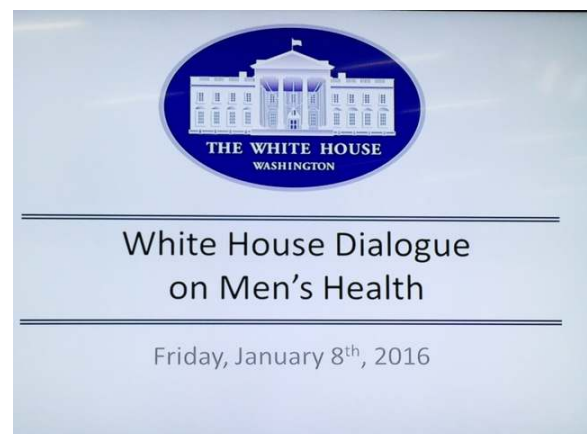 THE WHITE HOUSE
WASHINGTON
White House Dialogue
on Men's Health
Friday, January 8th, 2016